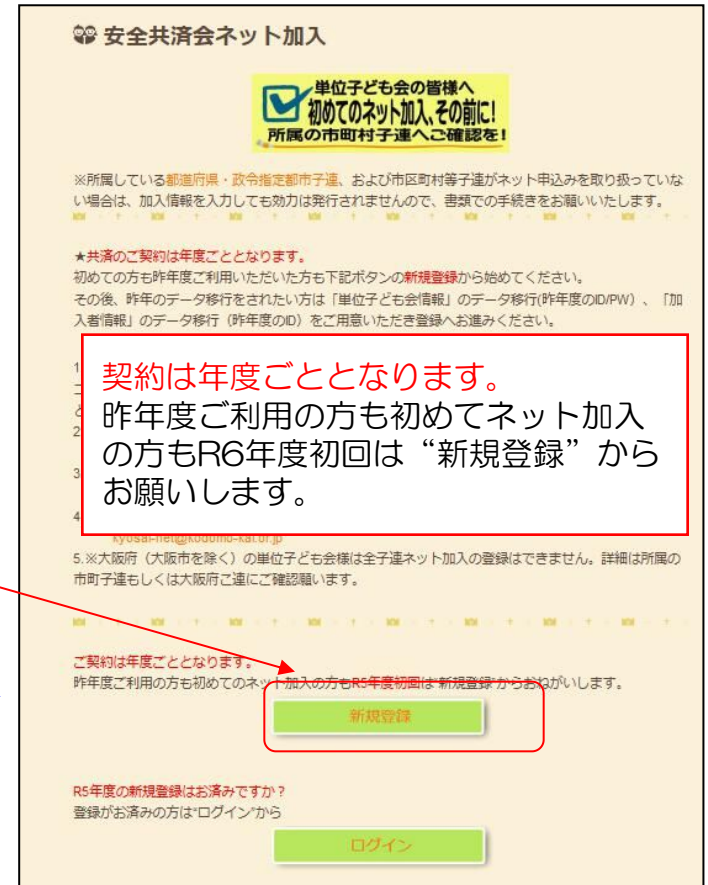 安全共済会ネット加入
単位子ども会の皆様へ
初めてのネット加入、その前に!
所属の市町村子連へご確認を!
※所属している都道府県・政令指定都市子連、および市区町村等子連がネット申込みを取り扱っていな
い場合は、加入情報を入力しても効力は発行されませんので、書類での手続きをお願いいたします。
★共済のご契約は年度ごととなります。
初めての方も昨年度ご利用いただいた方も下記ボタンの新規登録から始めてください。
その後、昨年のデータ移行をされたい方は「単位子ども会情報」のデータ移行(昨年度のID/PW)、「加
入者情報」のデータ移行（昨年度のID）をご用意いただき登録へお進みください。
1
2
3
4
契約は年度ごととなります。
昨年度ご利用の方も初めてネット加入
の方もR6年度初回は“新規登録”から
お願いします。
kyosai-net@kodomo-kai.or.jp
5.※大阪府（大阪市を除く）の単位子ども会様は全子連ネット加入の登録はできません。詳細は所属の
市町子連もしくは大阪府こ連にご確認願います。
ご契約は年度ごととなります。
昨年度ご利用の方も初めてのネット加入の方もR5年度初回は"新規登録"からおねがいします。
新規登録
R5年度の新規登録はお済みですか？
登録がお済みの方は"ログイン"から
ログイン